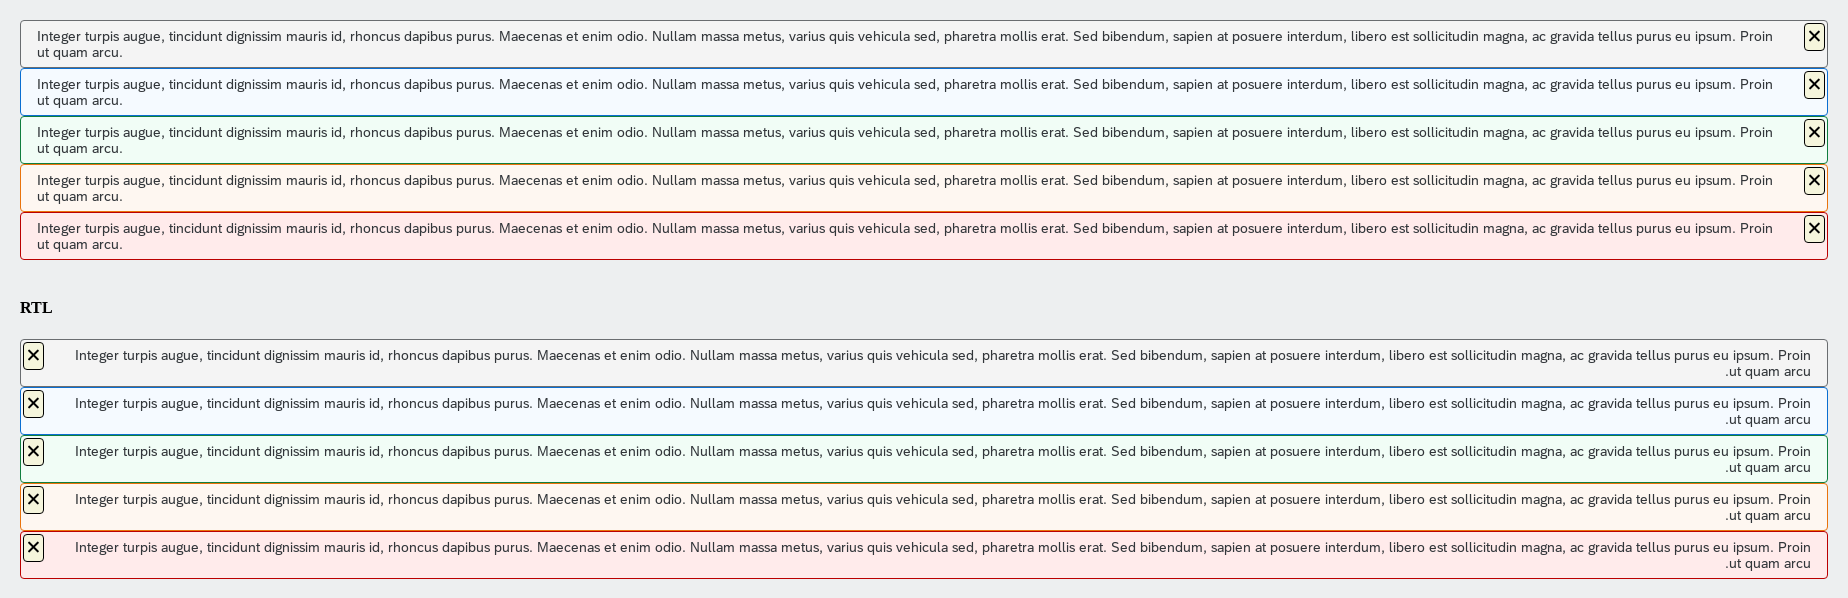 Integer turpis augue, tincidunt dignissim mauris id, rhoncus dapibus purus. Maecenas et enim odio. Nullam massa metus, varius quis vehicula sed, pharetra mollis erat. Sed bibendum, sapien at posuere interdum, libero est sollicitudin magna, ac gravida tellus purus eu ipsum. Proin
ut quam arcu.
Integer turpis augue, tincidunt dignissim mauris id, rhoncus dapibus purus. Maecenas et enim odio. Nullam massa metus, varius quis vehicula sed, pharetra mollis erat. Sed bibendum, sapien at posuere interdum, libero est sollicitudin magna, ac gravida tellus purus eu ipsum. Proin
ut quam arcu.
Integer turpis augue, tincidunt dignissim mauris id, rhoncus dapibus purus. Maecenas et enim odio. Nullam massa metus, varius quis vehicula sed, pharetra mollis erat. Sed bibendum, sapien at posuere interdum, libero est sollicitudin magna, ac gravida tellus purus eu ipsum. Proin
ut quam arcu.
Integer turpis augue, tincidunt dignissim mauris id, rhoncus dapibus purus. Maecenas et enim odio. Nullam massa metus, varius quis vehicula sed, pharetra mollis erat. Sed bibendum, sapien at posuere interdum, libero est sollicitudin magna, ac gravida tellus purus eu ipsum. Proin
ut quam arcu.
Integer turpis augue, tincidunt dignissim mauris id, rhoncus dapibus purus. Maecenas et enim odio. Nullam massa metus, varius quis vehicula sed, pharetra mollis erat. Sed bibendum, sapien at posuere interdum, libero est sollicitudin magna, ac gravida tellus purus eu ipsum. Proin
ut quam arcu.
RTL
Integer turpis augue, tincidunt dignissim mauris id, rhoncus dapibus purus. Maecenas et enim odio. Nullam massa metus, varius quis vehicula sed, pharetra mollis erat. Sed bibendum, sapien at posuere interdum, libero est sollicitudin magna, ac gravida tellus purus eu ipsum. Proin
.ut quam arcu
Integer turpis augue, tincidunt dignissim mauris id, rhoncus dapibus purus. Maecenas et enim odio. Nullam massa metus, varius quis vehicula sed, pharetra mollis erat. Sed bibendum, sapien at posuere interdum, libero est sollicitudin magna, ac gravida tellus purus eu ipsum. Proin
.ut quam arcu
Integer turpis augue, tincidunt dignissim mauris id, rhoncus dapibus purus. Maecenas et enim odio. Nullam massa metus, varius quis vehicula sed, pharetra mollis erat. Sed bibendum, sapien at posuere interdum, libero est sollicitudin magna, ac gravida tellus purus eu ipsum. Proin
.ut quam arcu
Integer turpis augue, tincidunt dignissim mauris id, rhoncus dapibus purus. Maecenas et enim odio. Nullam massa metus, varius quis vehicula sed, pharetra mollis erat. Sed bibendum, sapien at posuere interdum, libero est sollicitudin magna, ac gravida tellus purus eu ipsum. Proin
.ut quam arcu
Integer turpis augue, tincidunt dignissim mauris id, rhoncus dapibus purus. Maecenas et enim odio. Nullam massa metus, varius quis vehicula sed, pharetra mollis erat. Sed bibendum, sapien at posuere interdum, libero est sollicitudin magna, ac gravida tellus purus eu ipsum. Proin
.ut quam arcu